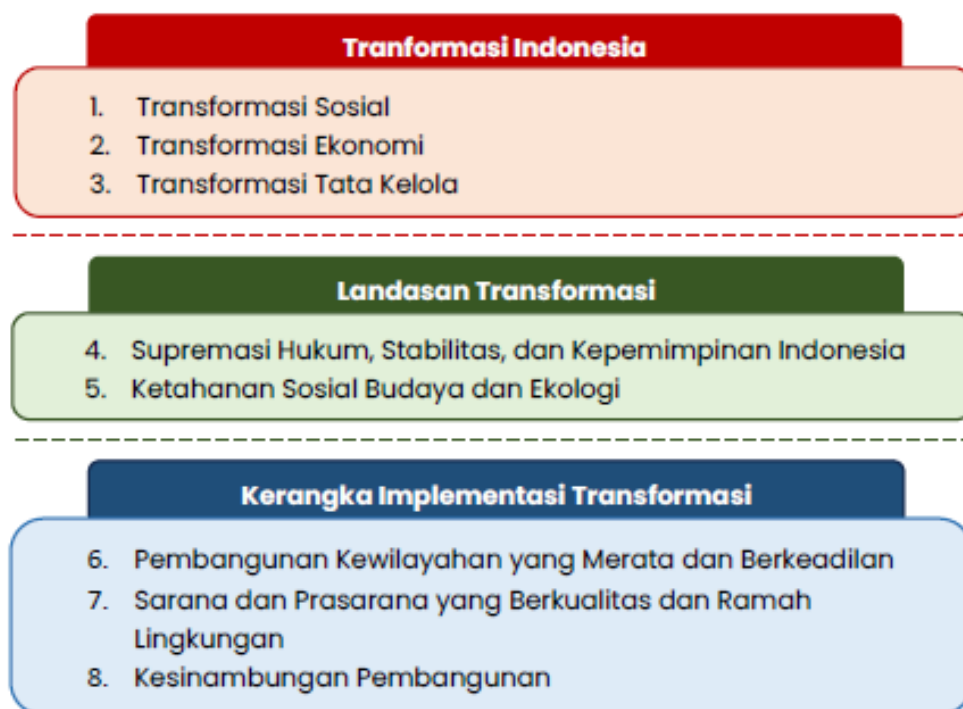 Tranformasi Indonesia
1. Transformasi Sosial
2. Transformasi Ekonomi
3. Transformasi Tata Kelola
Landasan Transformasi
4. Supremasi Hukum, Stabilitas, dan Kepemimpinan Indonesia
5. Ketahanan Sosial Budaya dan Ekologi
Kerangka Implementasi Transformasi
6. Pembangunan Kewilayahan yang Merata dan Berkeadilan
7. Sarana dan Prasarana yang Berkualitas dan Ramah
Lingkungan
8. Kesinambungan Pembangunan